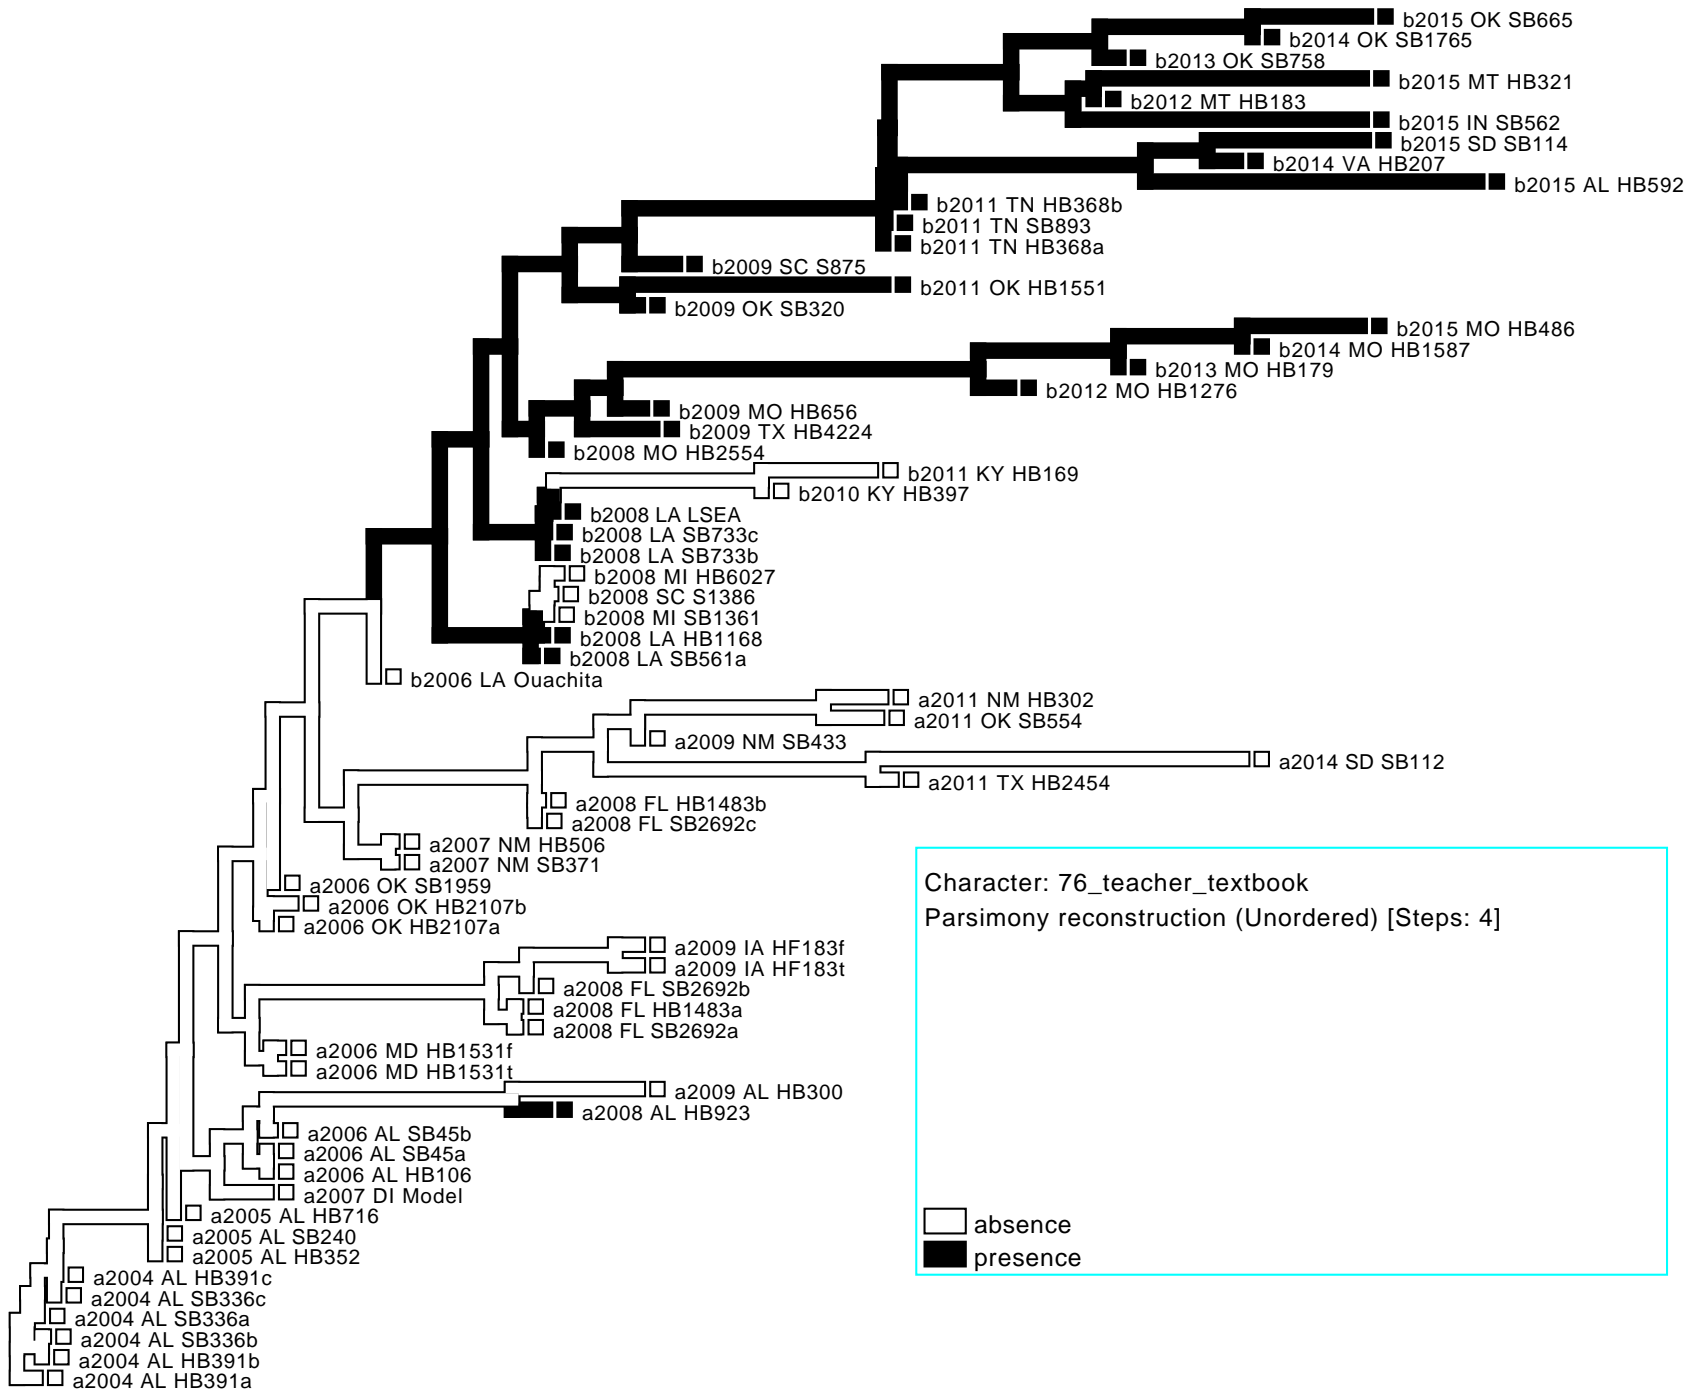 b2015 OK SB665
b2014 OK SB1765
b2013 OK SB758
b2015 MT HB321
b2012 MT HB183
b2015 IN SB562
b2015 SD SB114
b2014 VA HB207
b2015 AL HB592
b2011 TN HB368b
b2011 TN SB893
b2011 TN HB368a
b2009 SC S875
b2011 OK HB1551
b2009 OK SB320
b2015 MO HB486
b2014 MO HB1587
b2013 MO HB179
b2012 MO HB1276
b2009 MO HB656
b2009 TX HB4224
b2008 MO HB2554
b2011 KY HB169
b2010 KY HB397
b2008 LA LSEA
b2008 LA SB733c
b2008 LA SB733b
b2008 MI HB6027
b2008 SC S1386
b2008 MI SB1361
b2008 LA HB1168
b2008 LA SB561a
b2006 LA Ouachita
a2011 NM HB302
a2011 OK SB554
a2009 NM SB433
a2014 SD SB112
a2011 TX HB2454
a2008 FL HB1483b
a2008 FL SB2692c
a2007 NM HB506
a2007 NM SB371
a2006 OK SB1959
a2006 OK HB2107b
a2006 OK HB2107a
a2009 IA HF183f
a2009 IA HF183t
a2008 FL SB2692b
a2008 FL HB1483a
a2008 FL SB2692a
a2006 MD HB1531f
a2006 MD HB1531t
a2009 AL HB300
a2008 AL HB923
a2006 AL SB45b
a2006 AL SB45a
a2006 AL HB106
a2007 DI Model
a2005 AL HB716
a2005 AL SB240
a2005 AL HB352
a2004 AL HB391c
a2004 AL SB336c
a2004 AL SB336a
a2004 AL SB336b
a2004 AL HB391b
a2004 AL HB391a
Character: 76_teacher_textbook
Parsimony reconstruction (Unordered) [Steps: 4]
absence
presence